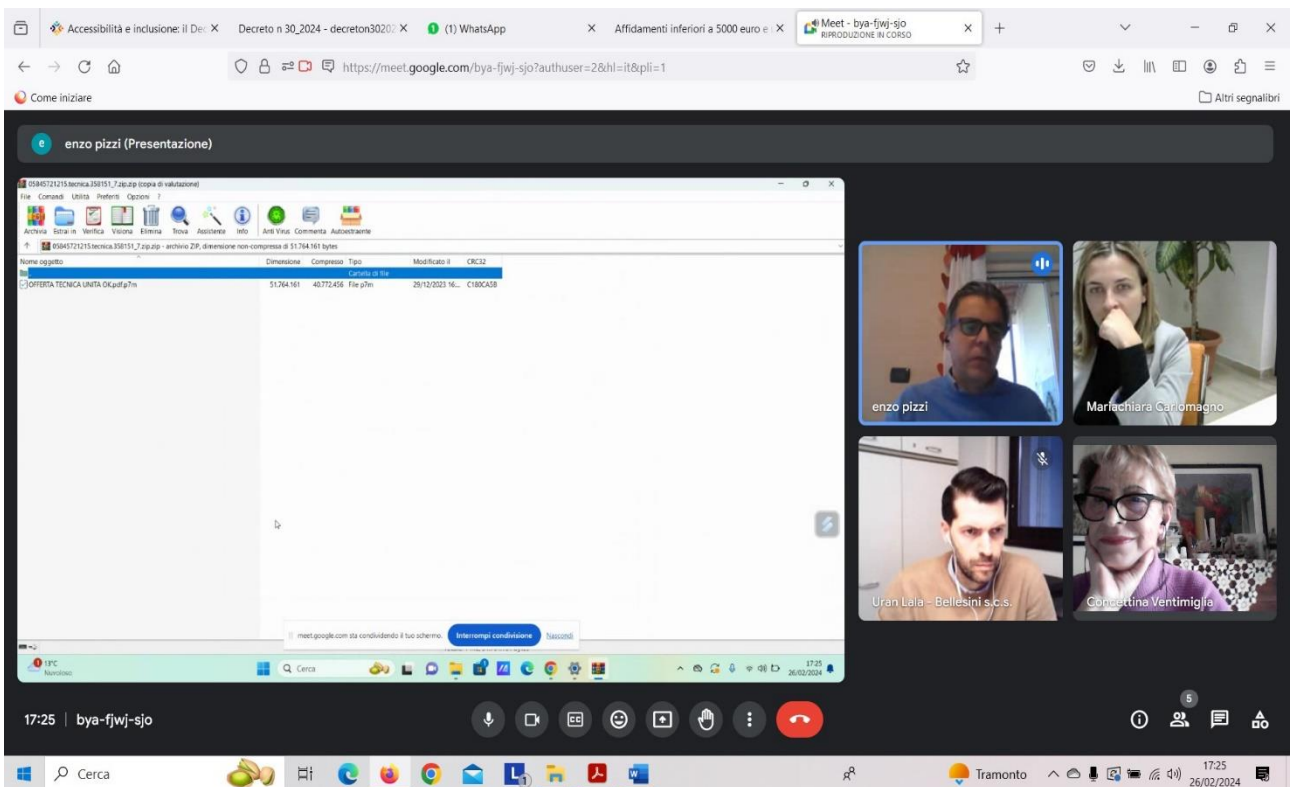 Accessibilità e inclusione: il Dec
Decreto n 30_2024 - decreton30202
(1) WhatsApp
Affidamenti inferiori a 5000 euro e
Meet - bya-fjwj-sjo
RIPRODUZIONE IN CORSO
https://meet.google.com/bya-fjwj-sjo?authuser=2&hl=it&pli=1
Come iniziare
Altri segnalibri
e
enzo pizzi (Presentazione)
05845721215.tecnica.358151_7.zip.zip (copia di valutazione)
File Comandi Utilità Preferiti Opzioni ?
Archivia Estrai in Verifica Visiona Elimina Trova Assistente Info Anti Virus Commenta Autoestraente
05845721215.tecnica.358151_7.zip.zip - archivio ZIP, dimensione non-compressa di 51.764.161 bytes
Nome oggetto Dimensione Compresso Tipo Modificato il CRC32
Cartella di file
OFFERTA TECNICA UNITA OK.pdf.p7m 51.764.161 40.772.456 File p7m 29/12/2023 16... C180CA5B
enzo pizzi
Mariachiara Carlomagno
Uran Lala - Bellesini s.c.s.
Concettina Ventimiglia
meet.google.com sta condividendo il tuo schermo.
Interrompi condivisione
Nascondi
13°C
Nuvoloso
Cerca
17:25
26/02/2024
17:25 | bya-fjwj-sjo
CC
5
Cerca
Tramonto
17:25
26/02/2024